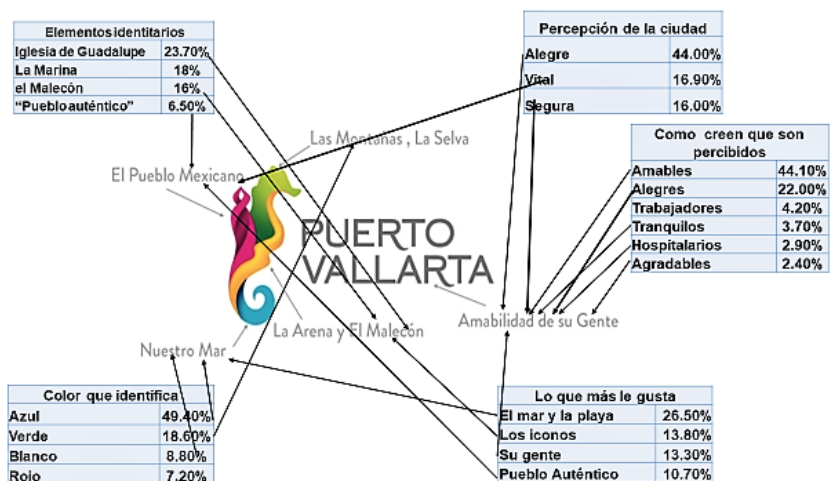 Elementos identitarios
Iglesia de Guadalupe 23.70%
La Marina 18%
el Malecón 16%
“Pueblo auténtico” 6.50%
Percepción de la ciudad
Alegre 44.00%
Vital 16.90%
Segura 16.00%
Como creen que son
percibidos
Amables 44.10%
Alegres 22.00%
Trabajadores 4.20%
Tranquilos 3.70%
Hospitalarios 2.90%
Agradables 2.40%
Las Montañas , La Selva
El Pueblo Mexicano
PUERTO
VALLARTA
La Arena y El Malecón
Amabilidad de su Gente
Nuestro Mar
Color que identifica
Azul 49.40%
Verde 18.60%
Blanco 8.80%
Rojo 7.20%
Lo que más le gusta
El mar y la playa 26.50%
Los iconos 13.80%
Su gente 13.30%
Pueblo Auténtico 10.70%